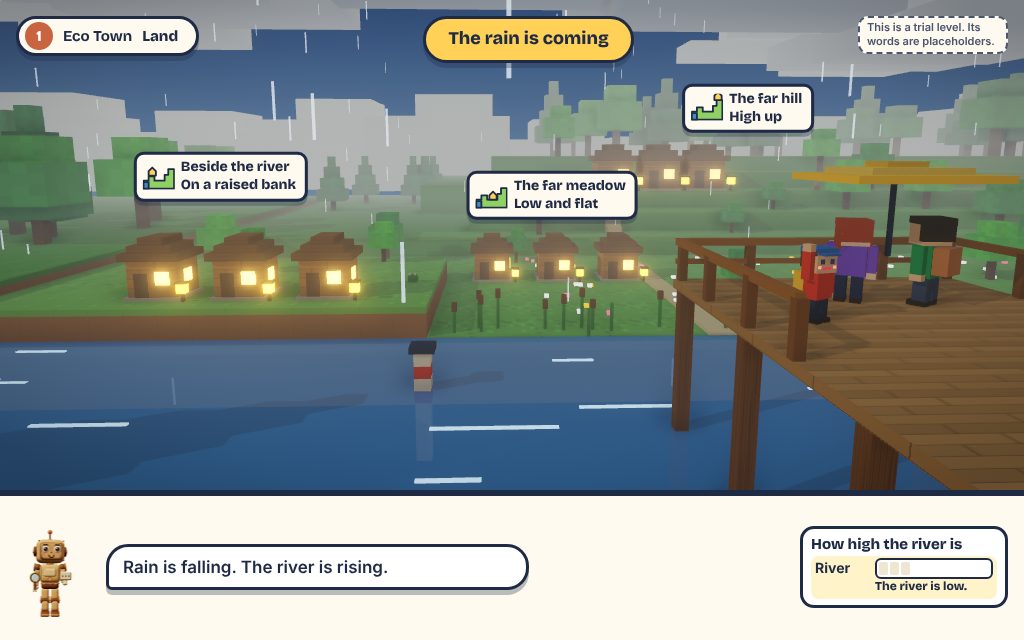 1 Eco Town Land
The rain is coming
This is a trial level. Its
words are placeholders.
The far hill
High up
Beside the river
On a raised bank
The far meadow
Low and flat
Rain is falling. The river is rising.
How high the river is
River
The river is low.